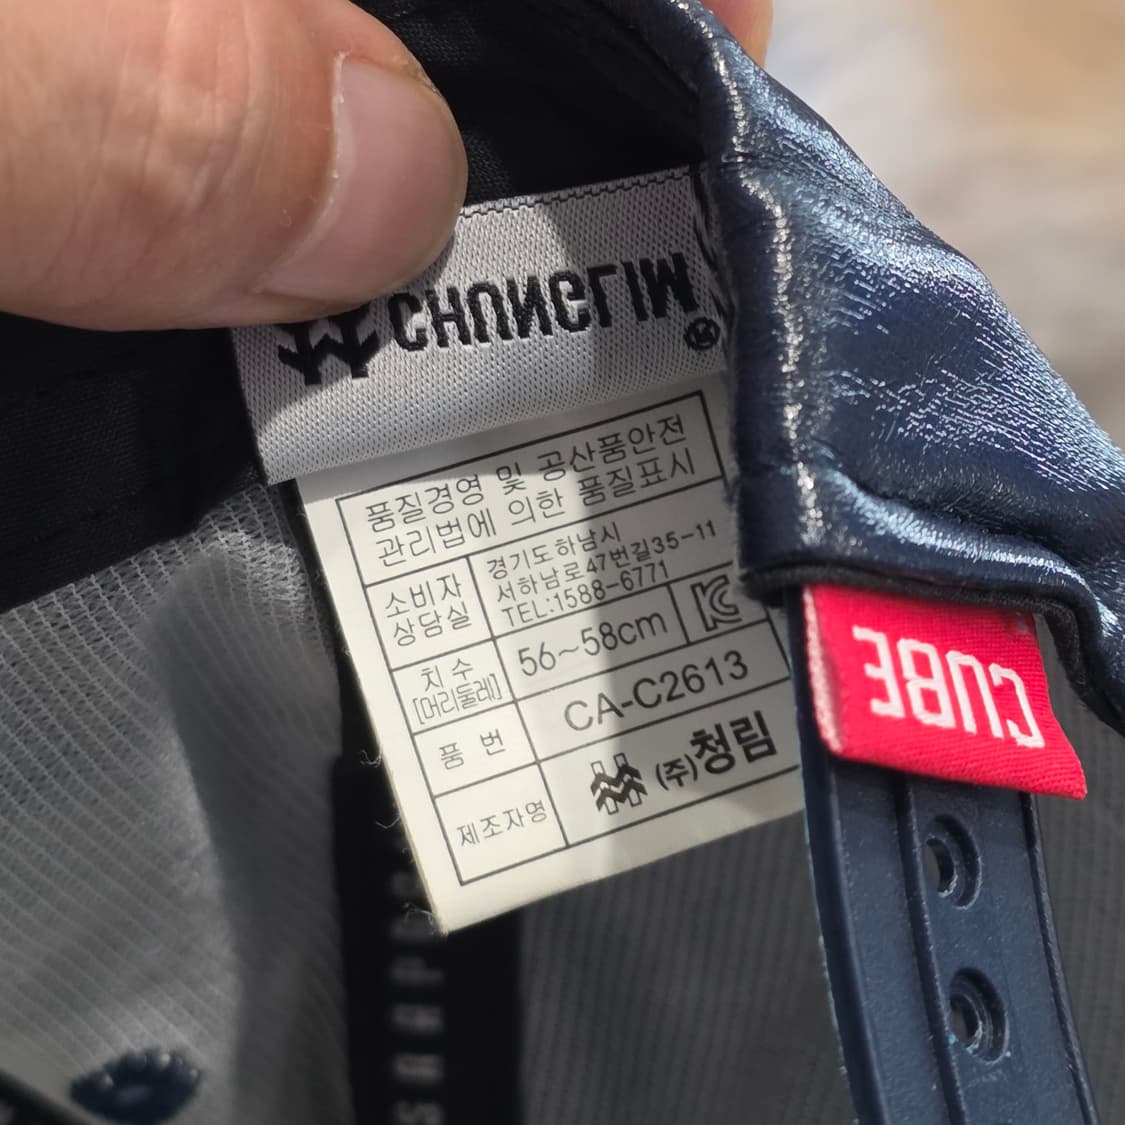 CHUNGLIM
®
품질경영 및 공산품안전
관리법에 의한 품질표시
소비자
상담실
경기도하남시
서하남로47번길35-11
TEL:1588-6771
치 수
[머리둘레]
56~58cm
품 번
CA-C2613
제조자명
(주)청림
CUBE